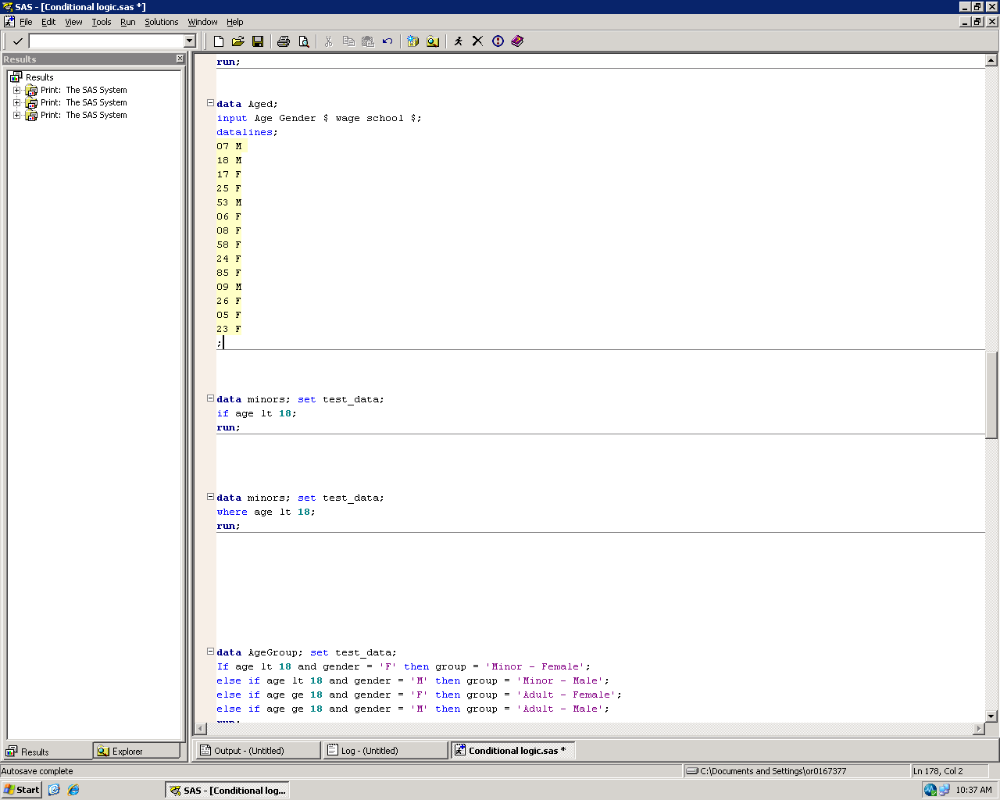 SAS - [Conditional logic.sas *]
File Edit View Tools Run Solutions Window Help
Results
Results
Print: The SAS System
Print: The SAS System
Print: The SAS System
run;
data Aged;
input Age Gender $ wage school $;
datalines;
07 M
18 M
17 F
25 F
53 M
06 F
08 F
58 F
24 F
85 F
09 M
26 F
05 F
23 F
;
data minors; set test_data;
if age lt 18;
run;
data minors; set test_data;
where age lt 18;
run;
data AgeGroup; set test_data;
If age lt 18 and gender = 'F' then group = 'Minor - Female';
else if age lt 18 and gender = 'M' then group = 'Minor - Male';
else if age ge 18 and gender = 'F' then group = 'Adult - Female';
else if age ge 18 and gender = 'M' then group = 'Adult - Male';
run;
Results Explorer
Output - (Untitled) Log - (Untitled) Conditional logic.sas *
Autosave complete C:\Documents and Settings\or0167377 Ln 178, Col 2
Start SAS - [Conditional log... 10:37 AM